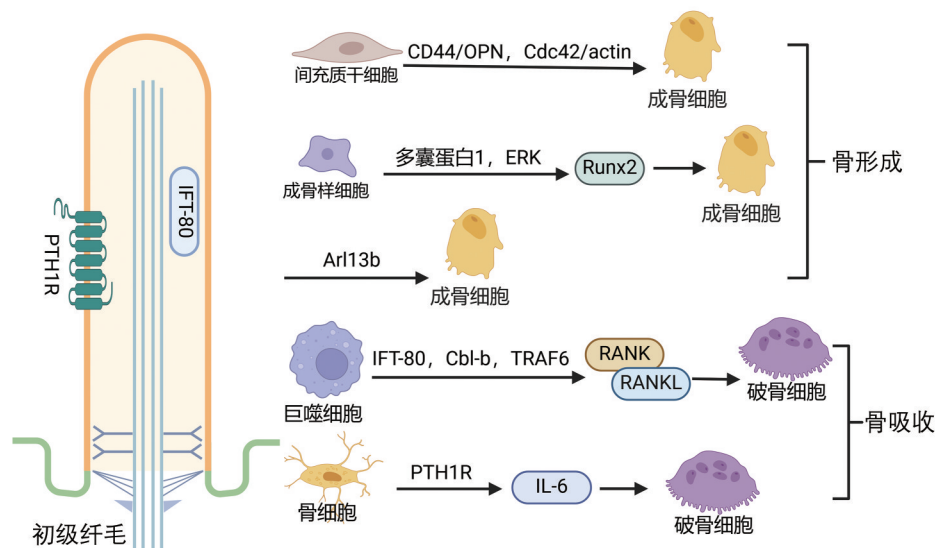 CD44/OPN，Cdc42/actin
间充质干细胞
成骨细胞
多囊蛋白1，ERK
Runx2
成骨样细胞
成骨细胞
骨形成
IFT-80
PTH1R
Arl13b
成骨细胞
IFT-80，Cbl-b，TRAF6
RANK
RANKL
巨噬细胞
破骨细胞
骨吸收
PTH1R
IL-6
骨细胞
破骨细胞
初级纤毛